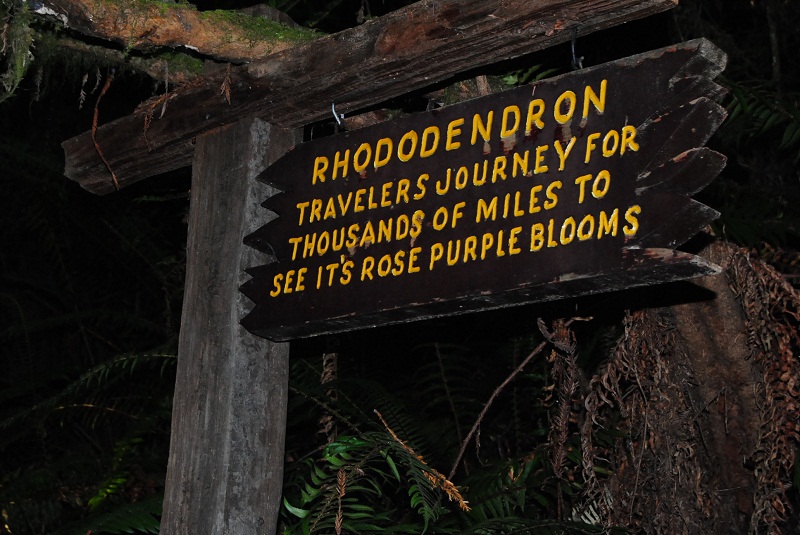 RHODODENDRON
TRAVELERS JOURNEY FOR
THOUSANDS OF MILES TO
SEE IT'S ROSE PURPLE BLOOMS